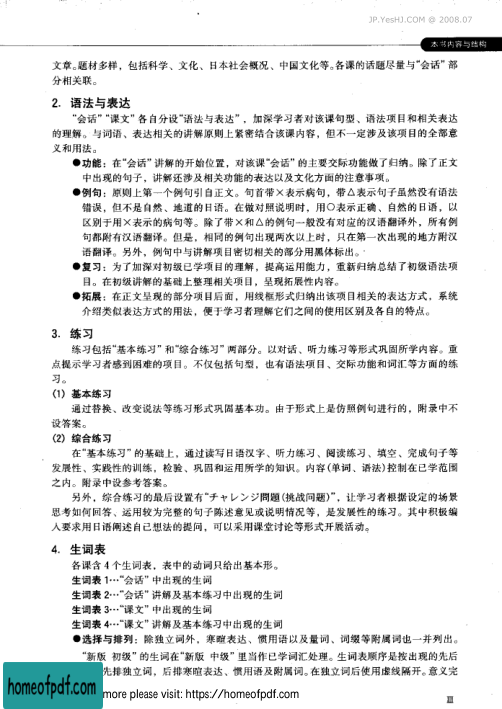 JP.YesHJ.COM @ 2008.07
本书内容与结构
文章。题材多样，包括科学、文化、日本社会概况、中国文化等。各课的话题尽量与“会话”部
分相关联。
2. 语法与表达
“会话”“课文”各自分设“语法与表达”，加深学习者对该课句型、语法项目和相关表达
的理解。与词语、表达相关的讲解原则上紧密结合该课内容，但不一定涉及该项目的全部意
义和用法。
●功能：在“会话”讲解的开始位置，对该课“会话”的主要交际功能做了归纳。除了正文
中出现的句子，讲解还涉及相关功能的表达以及文化方面的注意事项。
●例句：原则上第一个例句引自正文。句首带×表示病句，带△表示句子虽然没有语法
错误，但不是自然、地道的日语。在做对照说明时，用〇表示正确、自然的日语，以
区别于用×表示的病句等。除了带×和△的例句一般没有对应的汉语翻译外，所有例
句都附有汉语翻译。但是，相同的例句出现两次以上时，只在第一次出现的地方附汉
语翻译。另外，例句中与讲解项目密切相关的部分用黑体标出。
●复习：为了加深对初级已学项目的理解，提高运用能力，重新归纳总结了初级语法项
目。在初级讲解的基础上整理相关项目，呈现拓展性内容。
●拓展：在正文呈现的部分项目后面，用线框形式归纳出该项目相关的表达方式，系统
介绍类似表达方式的用法，便于学习者理解它们之间的使用区别及各自的特点。
3. 练习
练习包括“基本练习”和“综合练习”两部分。以对话、听力练习等形式巩固所学内容。重
点提示学习者感到困难的项目。不仅包括句型，也有语法项目、交际功能和词汇等方面的练
习。
(1) 基本练习
通过替换、改变说法等练习形式巩固基本功。由于形式上是仿照例句进行的，附录中不
设答案。
(2) 综合练习
在“基本练习”的基础上，通过读写日语汉字、听力练习、阅读练习、填空、完成句子等
发展性、实践性的训练，检验、巩固和运用所学的知识。内容(单词、语法)控制在已学范围
之内。附录中设参考答案。
另外，综合练习的最后设置有“チャレンジ問題(挑战问题)”，让学习者根据设定的场景
思考如何回答、运用较为完整的句子陈述意见或说明情况等，是发展性的练习。其中积极编
入要求用日语阐述自己想法的提问，可以采用课堂讨论等形式开展活动。
4. 生词表
各课含 4 个生词表，表中的动词只给出基本形。
生词表 1…“会话”中出现的生词
生词表 2…“会话”讲解及基本练习中出现的生词
生词表 3…“课文”中出现的生词
生词表 4…“课文”讲解及基本练习中出现的生词
●选择与排列：除独立词外，寒暄表达、惯用语以及量词、词缀等附属词也一并列出。
“新版 初级”的生词在“新版 中级”里当作已学词汇处理。生词表顺序是按出现的先后
先排独立词，后排寒暄表达、惯用语及附属词。在独立词后使用虚线隔开。意义完
homeofpdf.com
more please visit: https://homeofpdf.com
III